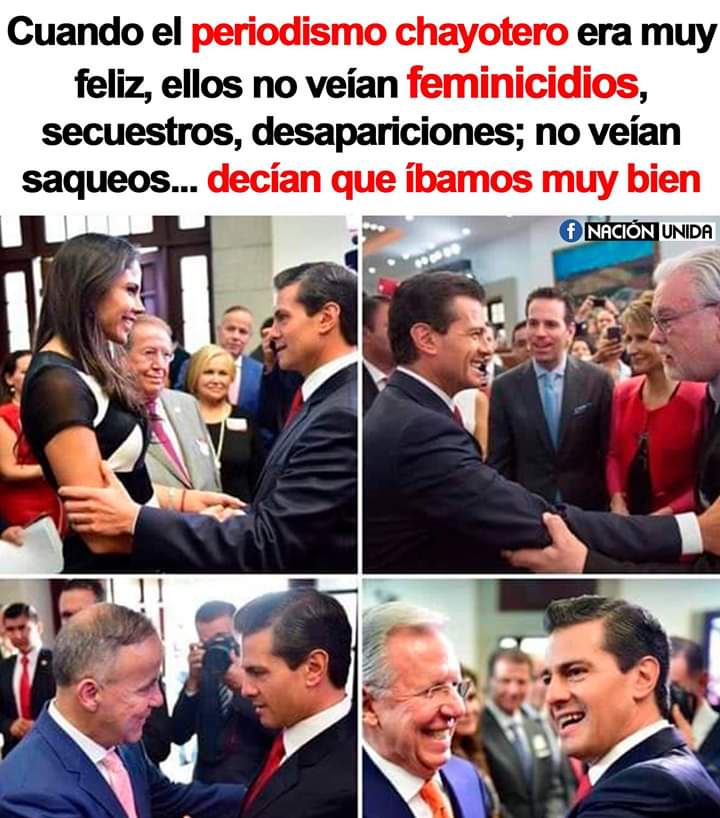 Cuando el periodismo chayotero era muy
feliz, ellos no veían feminicidios,
secuestros, desapariciones; no veían
saqueos... decían que íbamos muy bien
f NACIÓN UNIDA